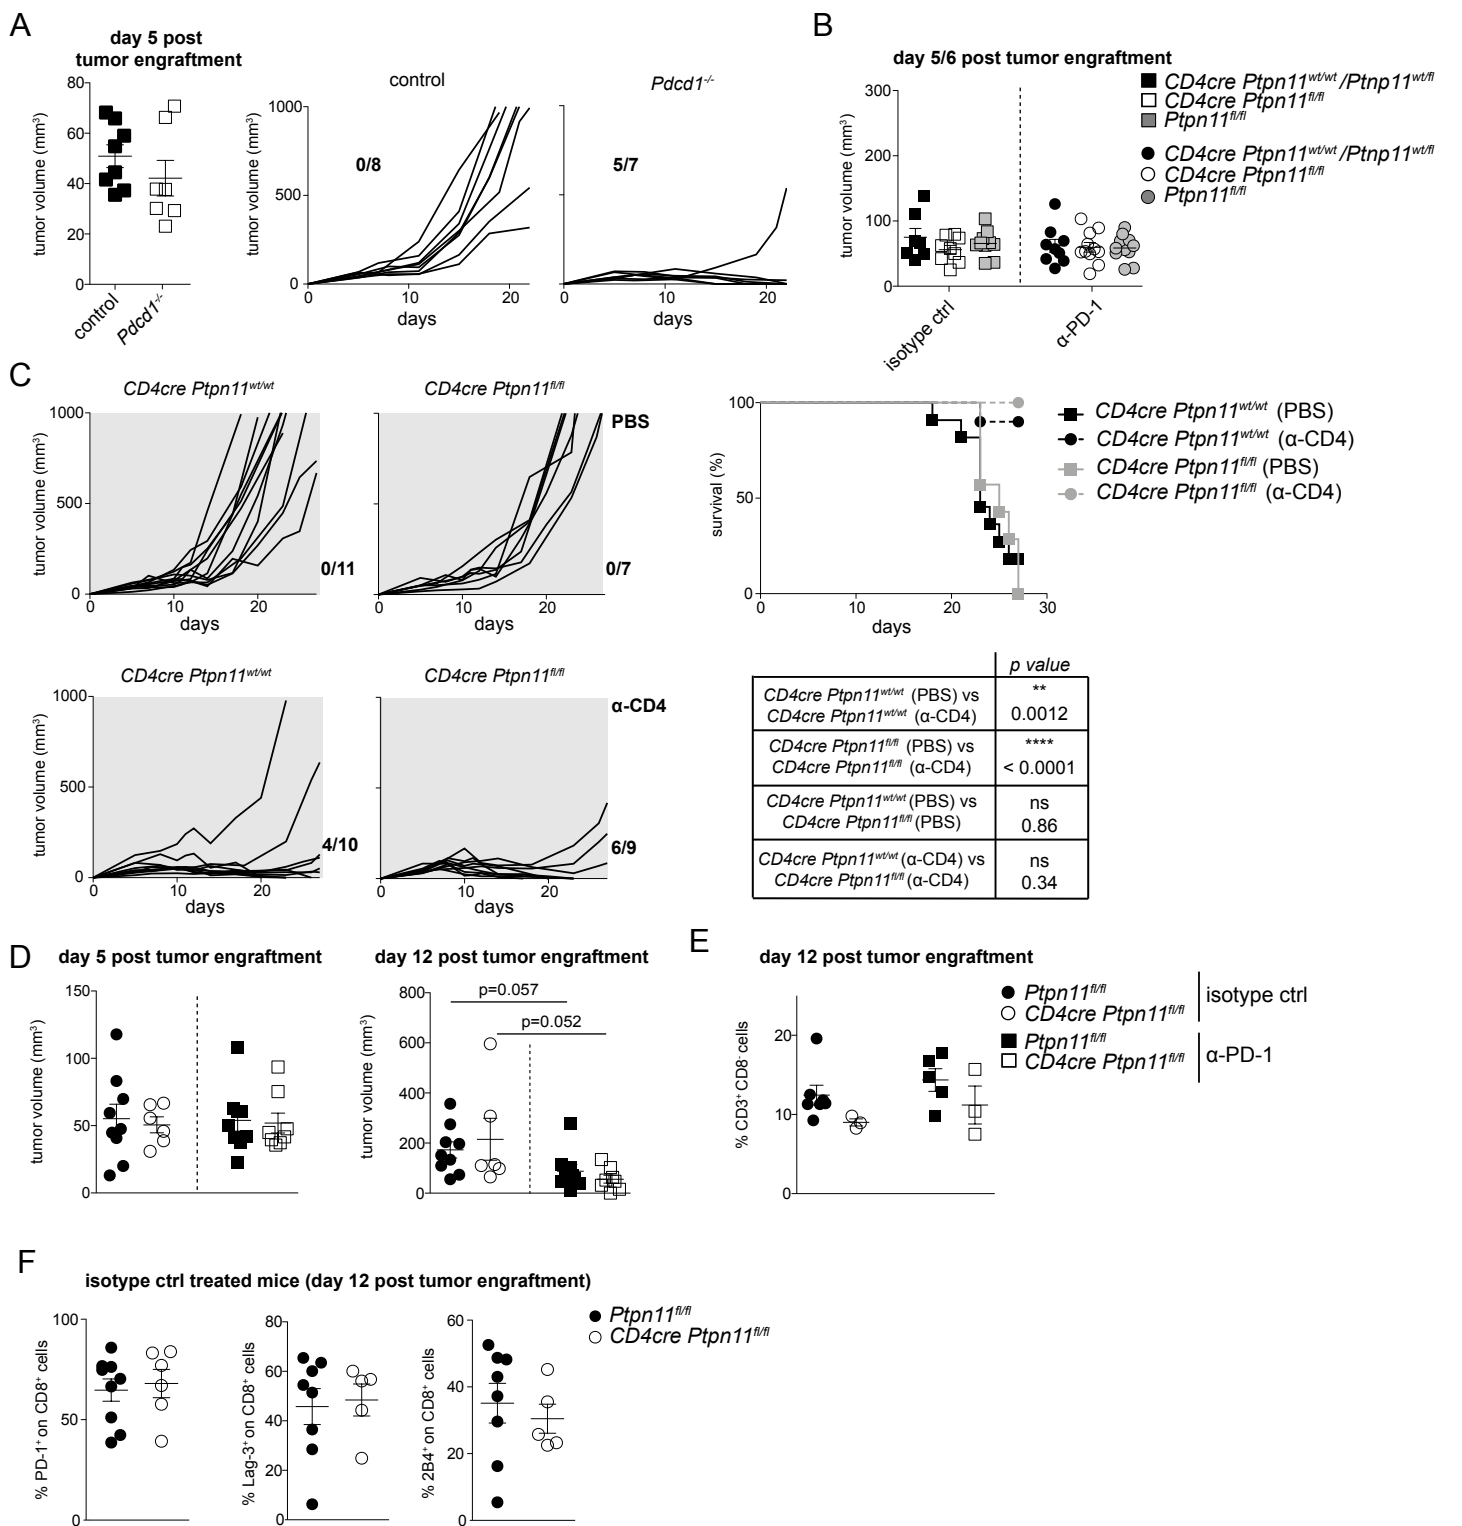 A
day 5 post
tumor engraftment
tumor volume (mm³)
80
60
40
20
0
control
Pdcd1⁻/⁻
control
tumor volume (mm³)
1000
500
0
0/8
0
10
20
days
Pdcd1⁻/⁻
5/7
0
10
20
days
B
day 5/6 post tumor engraftment
tumor volume (mm³)
300
200
100
0
isotype ctrl
α-PD-1
CD4cre Ptpn11wt/wt/Ptnp11wt/fl
CD4cre Ptpn11fl/fl
Ptpn11fl/fl
CD4cre Ptpn11wt/wt/Ptnp11wt/fl
CD4cre Ptpn11fl/fl
Ptpn11fl/fl
C
CD4cre Ptpn11wt/wt
tumor volume (mm³)
1000
500
0
0/11
0
10
20
days
CD4cre Ptpn11fl/fl
PBS
0/7
0
10
20
days
CD4cre Ptpn11wt/wt
tumor volume (mm³)
1000
500
0
4/10
0
10
20
days
CD4cre Ptpn11fl/fl
α-CD4
6/9
0
10
20
days
survival (%)
100
50
0
0
10
20
30
days
CD4cre Ptpn11wt/wt (PBS)
CD4cre Ptpn11wt/wt (α-CD4)
CD4cre Ptpn11fl/fl (PBS)
CD4cre Ptpn11fl/fl (α-CD4)
p value
CD4cre Ptpn11wt/wt (PBS) vs
CD4cre Ptpn11wt/wt (α-CD4)
**
0.0012
CD4cre Ptpn11fl/fl (PBS) vs
CD4cre Ptpn11fl/fl (α-CD4)
****
< 0.0001
CD4cre Ptpn11wt/wt (PBS) vs
CD4cre Ptpn11fl/fl (PBS)
ns
0.86
CD4cre Ptpn11wt/wt (α-CD4) vs
CD4cre Ptpn11fl/fl (α-CD4)
ns
0.34
D
day 5 post tumor engraftment
tumor volume (mm³)
150
100
50
0
day 12 post tumor engraftment
tumor volume (mm³)
800
600
400
200
0
p=0.057
p=0.052
E
day 12 post tumor engraftment
% CD3⁺ CD8⁻ cells
20
10
0
Ptpn11fl/fl
CD4cre Ptpn11fl/fl
isotype ctrl
Ptpn11fl/fl
CD4cre Ptpn11fl/fl
α-PD-1
F
isotype ctrl treated mice (day 12 post tumor engraftment)
% PD-1⁺ on CD8⁺ cells
100
50
0
% Lag-3⁺ on CD8⁺ cells
80
60
40
20
0
% 2B4⁺ on CD8⁺ cells
60
40
20
0
Ptpn11fl/fl
CD4cre Ptpn11fl/fl